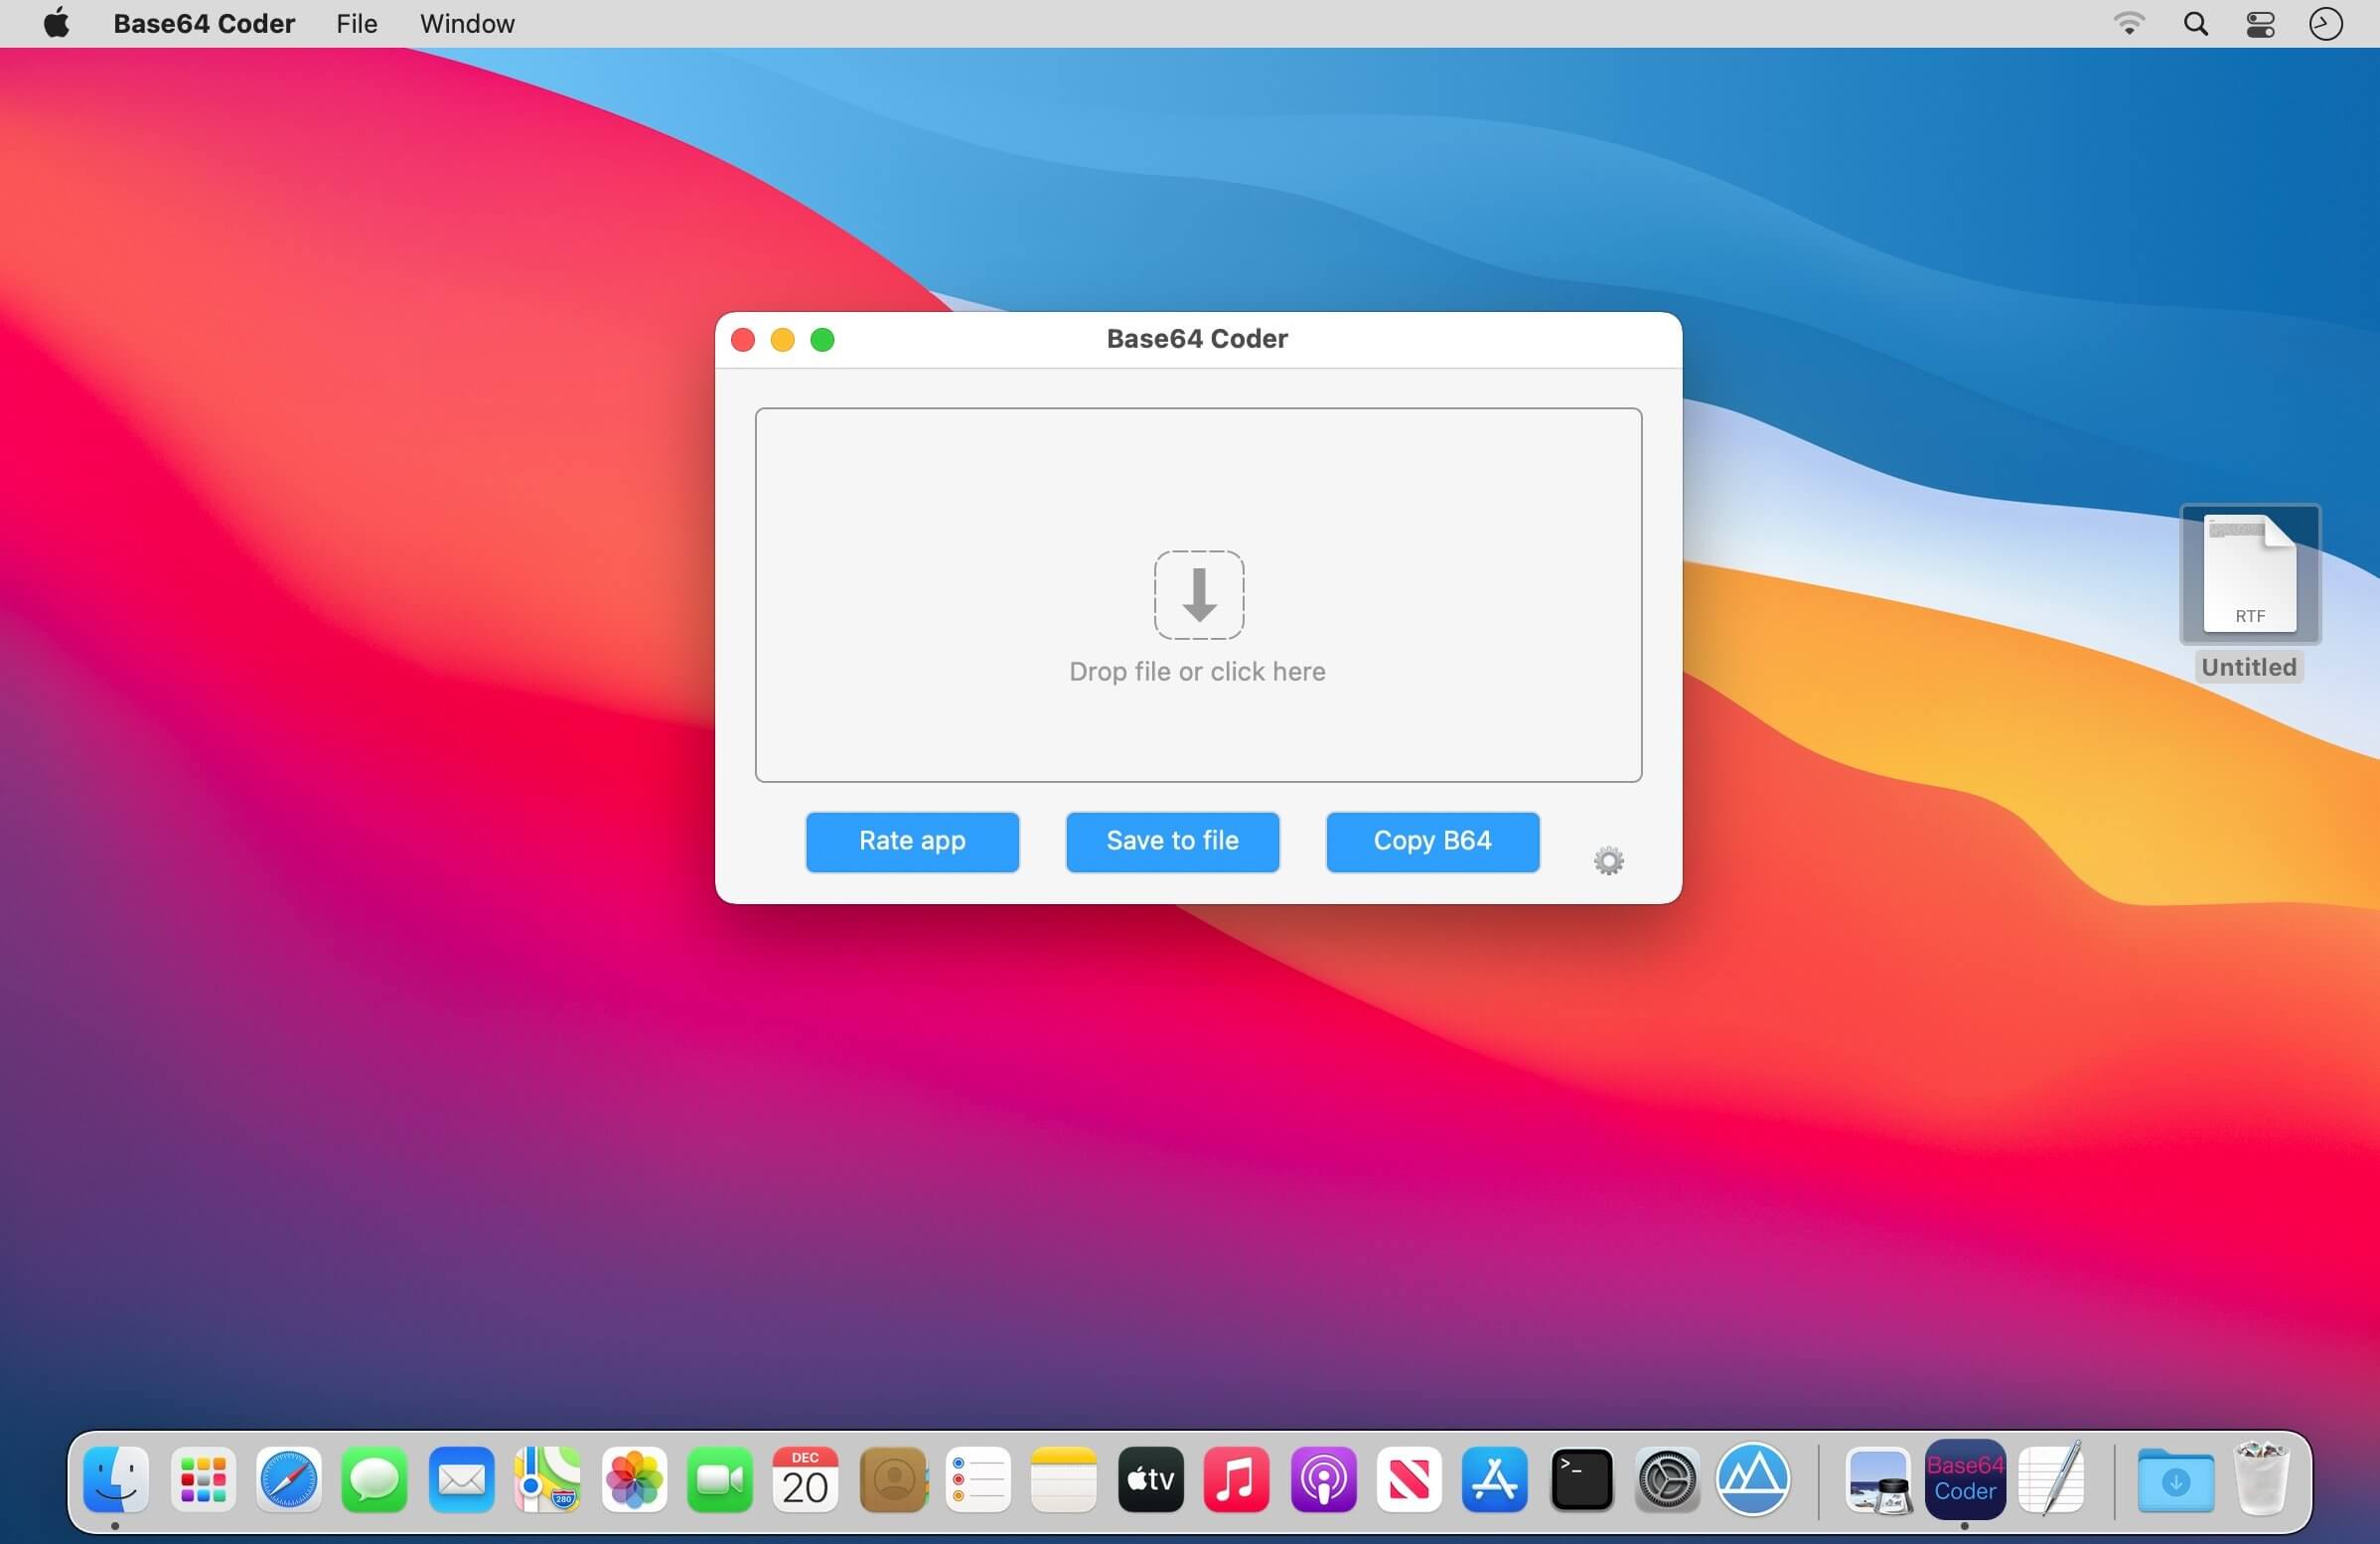 Base64 Coder File Window
Base64 Coder
Drop file or click here
Rate app Save to file Copy B64
RTF
Untitled
280
DEC
20
tv
>_
Base64
Coder